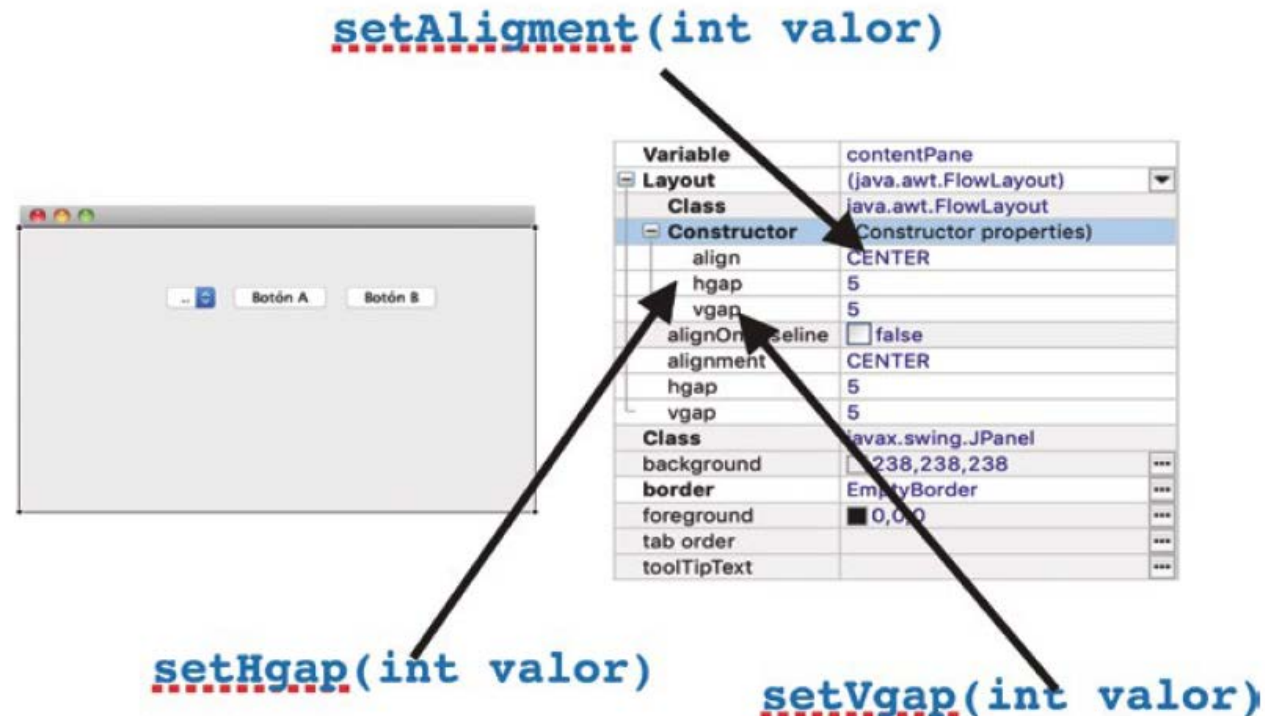 setAligment(int valor)
.. Botón A Botón B
Variable contentPane
Layout (java.awt.FlowLayout)
Class java.awt.FlowLayout
Constructor Constructor properties)
align CENTER
hgap 5
vgap 5
alignOn seline false
alignment CENTER
hgap 5
vgap 5
Class javax.swing.JPanel
background 238,238,238
border EmptyBorder
foreground 0,0,0
tab order
toolTipText
setHgap(int valor)
setVgap(int valor)